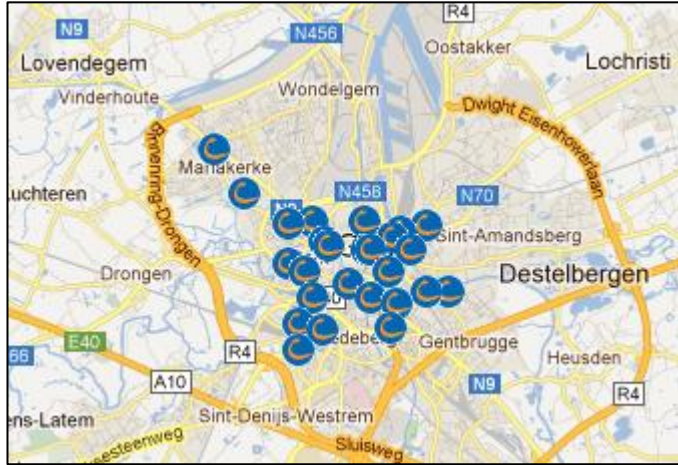 R4
N9
N456
Oostakker
Lovendegem
Lochristi
Wondelgem
Vinderhoute
Dwight Eisenhowerlaan
Mariakerke
Luchteren
N456
N70
Sint-Amandsberg
Drongen
Destelbergen
E40
Gentbrugge
R4
Heusden
A10
N9
R4
Sint-Denijs-Westrem
Sluisweg